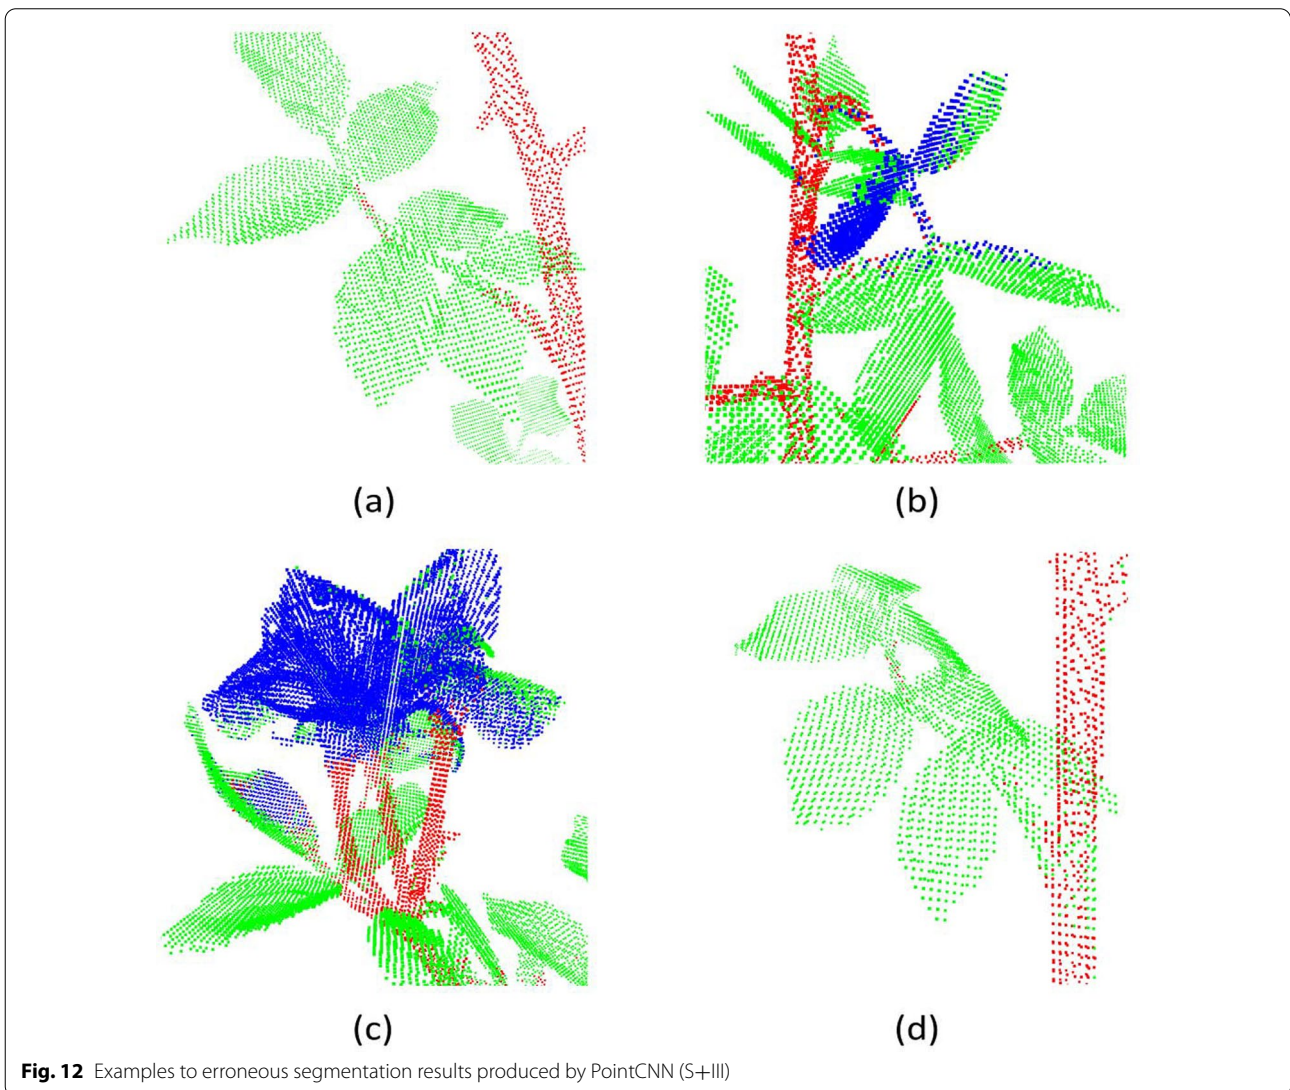 (a)
(b)
(c)
(d)
Fig. 12 Examples to erroneous segmentation results produced by PointCNN (S+III)